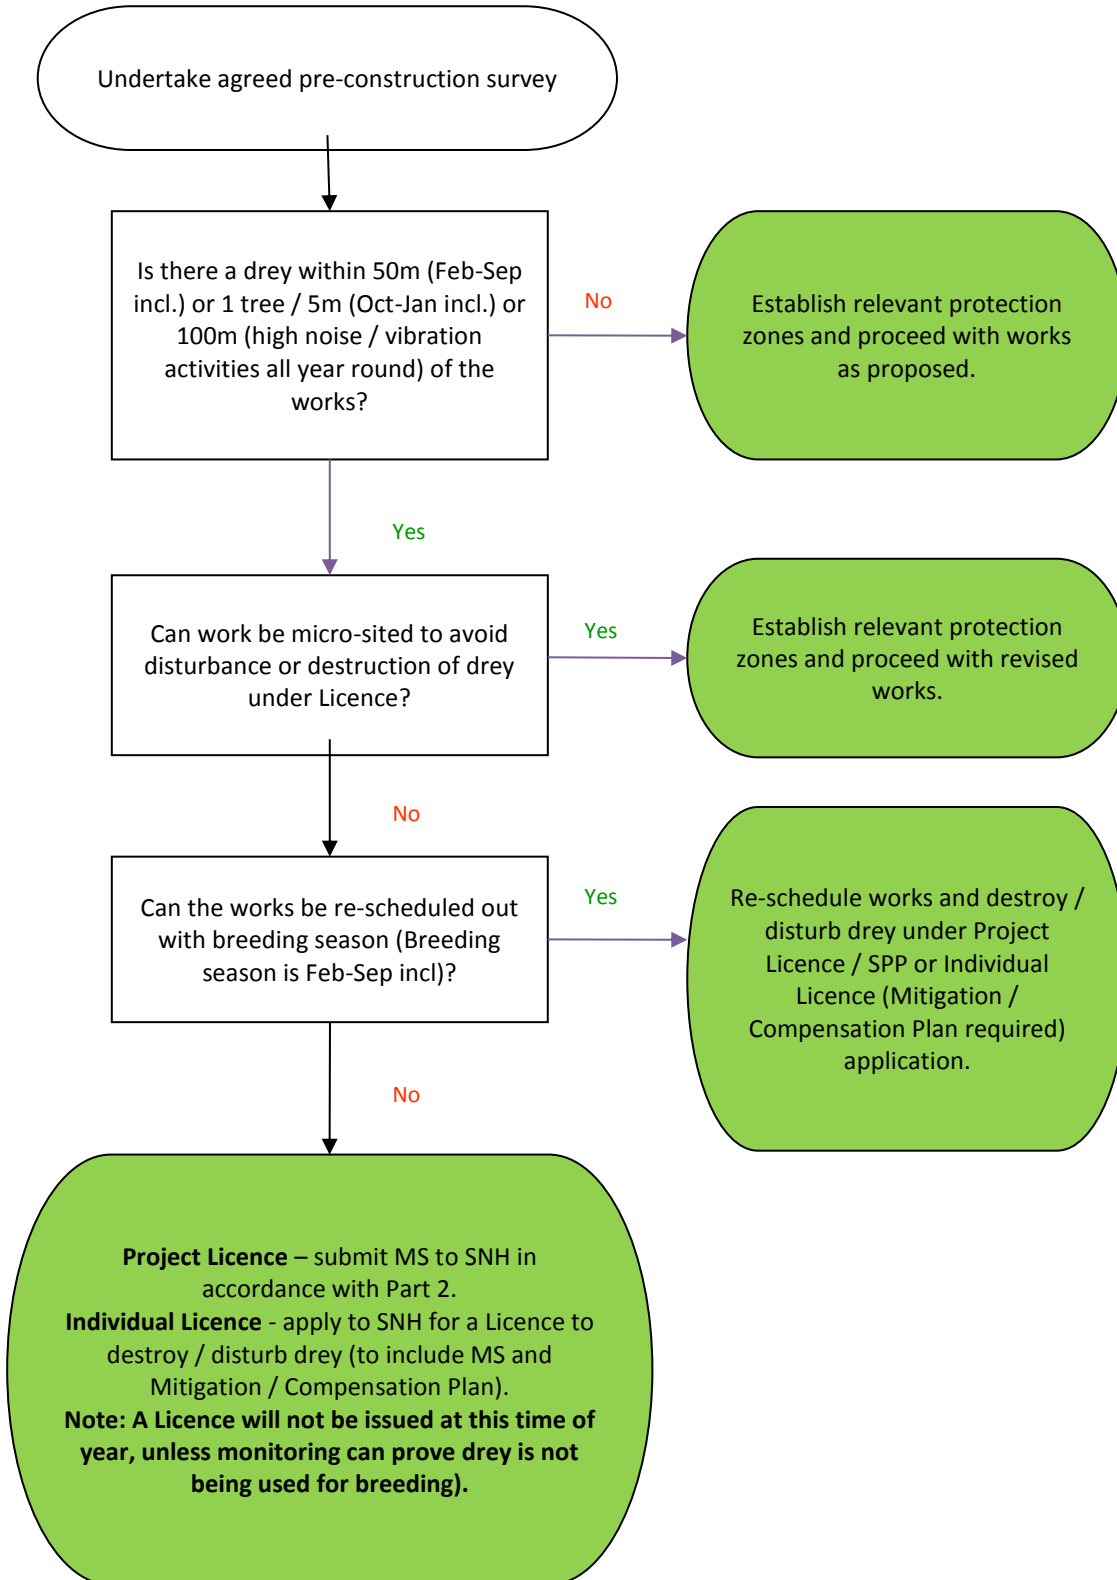 Undertake agreed pre-construction survey
Is there a drey within 50m (Feb-Sep
incl.) or 1 tree / 5m (Oct-Jan incl.) or
100m (high noise / vibration
activities all year round) of the
works?
No
Establish relevant protection
zones and proceed with works
as proposed.
Yes
Can work be micro-sited to avoid
disturbance or destruction of drey
under Licence?
Yes
Establish relevant protection
zones and proceed with revised
works.
No
Can the works be re-scheduled out
with breeding season (Breeding
season is Feb-Sep incl)?
Yes
Re-schedule works and destroy /
disturb drey under Project
Licence / SPP or Individual
Licence (Mitigation /
Compensation Plan required)
application.
No
Project Licence – submit MS to SNH in
accordance with Part 2.
Individual Licence - apply to SNH for a Licence to
destroy / disturb drey (to include MS and
Mitigation / Compensation Plan).
Note: A Licence will not be issued at this time of
year, unless monitoring can prove drey is not
being used for breeding).